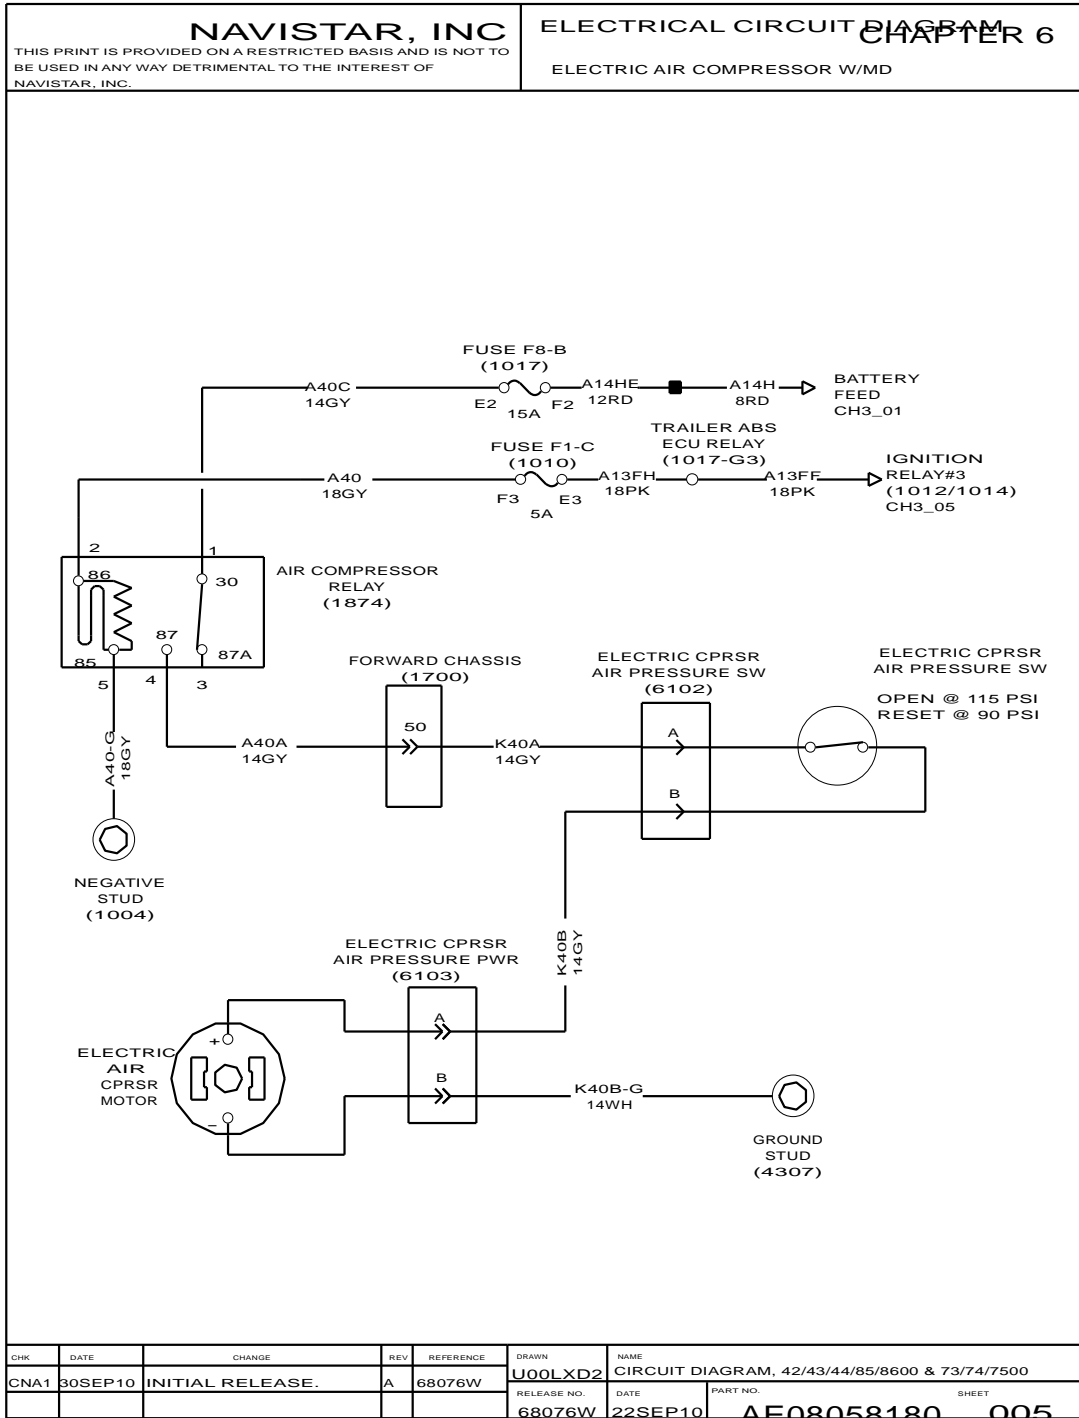 NAVISTAR, INC
THIS PRINT IS PROVIDED ON A RESTRICTED BASIS AND IS NOT TO
BE USED IN ANY WAY DETRIMENTAL TO THE INTEREST OF
NAVISTAR, INC.
ELECTRICAL CIRCUIT DIAGRAM
CHAPTER 6
ELECTRIC AIR COMPRESSOR W/MD
FUSE F8-B
(1017)
A40C
14GY
E2
15A
F2
A14HE
12RD
A14H
8RD
BATTERY
FEED
CH3_01
FUSE F1-C
(1010)
A40
18GY
F3
5A
E3
A13FH
18PK
TRAILER ABS
ECU RELAY
(1017-G3)
A13FF
18PK
IGNITION
RELAY#3
(1012/1014)
CH3_05
2
1
86
30
87
87A
85
5
4
3
AIR COMPRESSOR
RELAY
(1874)
A40-G
18GY
NEGATIVE
STUD
(1004)
A40A
14GY
FORWARD CHASSIS
(1700)
50
K40A
14GY
ELECTRIC CPRSR
AIR PRESSURE SW
(6102)
A
B
ELECTRIC CPRSR
AIR PRESSURE SW
OPEN @ 115 PSI
RESET @ 90 PSI
K40B
14GY
ELECTRIC CPRSR
AIR PRESSURE PWR
(6103)
A
B
ELECTRIC
AIR
CPRSR
MOTOR
+
–
K40B-G
14WH
GROUND
STUD
(4307)
CHK DATE CHANGE REV REFERENCE
CNA1 30SEP10 INITIAL RELEASE. A 68076W
DRAWN
U00LXD2
NAME
CIRCUIT DIAGRAM, 42/43/44/85/8600 & 73/74/7500
RELEASE NO.
68076W
DATE
22SEP10
PART NO.
AE08058180
SHEET
005